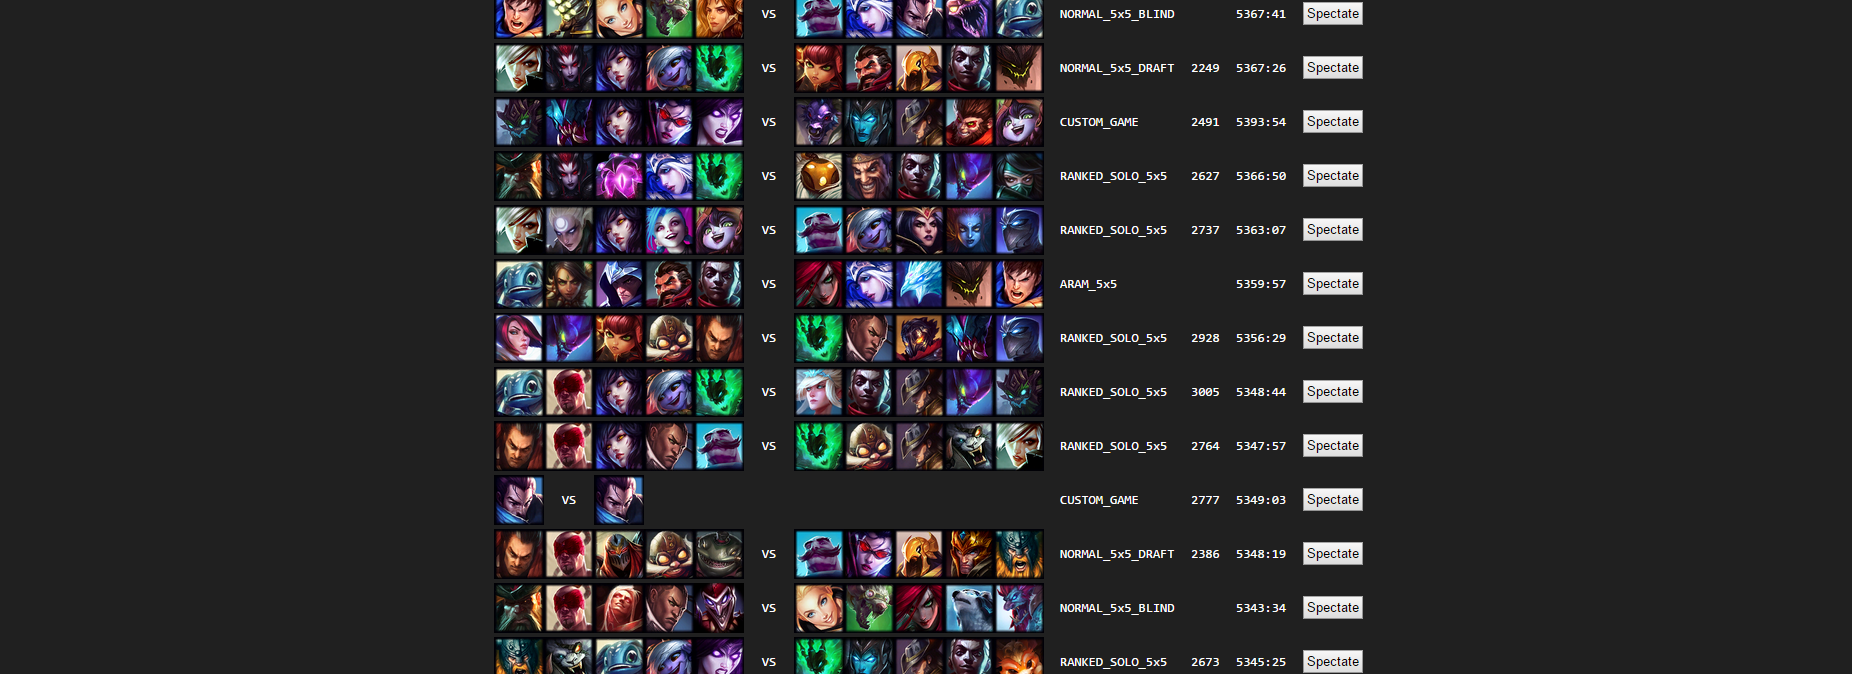 VS NORMAL_5x5_BLIND 5367:41 Spectate
VS NORMAL_5x5_DRAFT 2249 5367:26 Spectate
VS CUSTOM_GAME 2491 5393:54 Spectate
VS RANKED_SOLO_5x5 2627 5366:50 Spectate
VS RANKED_SOLO_5x5 2737 5363:07 Spectate
VS ARAM_5x5 5359:57 Spectate
VS RANKED_SOLO_5x5 2928 5356:29 Spectate
VS RANKED_SOLO_5x5 3005 5348:44 Spectate
VS RANKED_SOLO_5x5 2764 5347:57 Spectate
VS CUSTOM_GAME 2777 5349:03 Spectate
VS NORMAL_5x5_DRAFT 2386 5348:19 Spectate
VS NORMAL_5x5_BLIND 5343:34 Spectate
VS RANKED_SOLO_5x5 2673 5345:25 Spectate